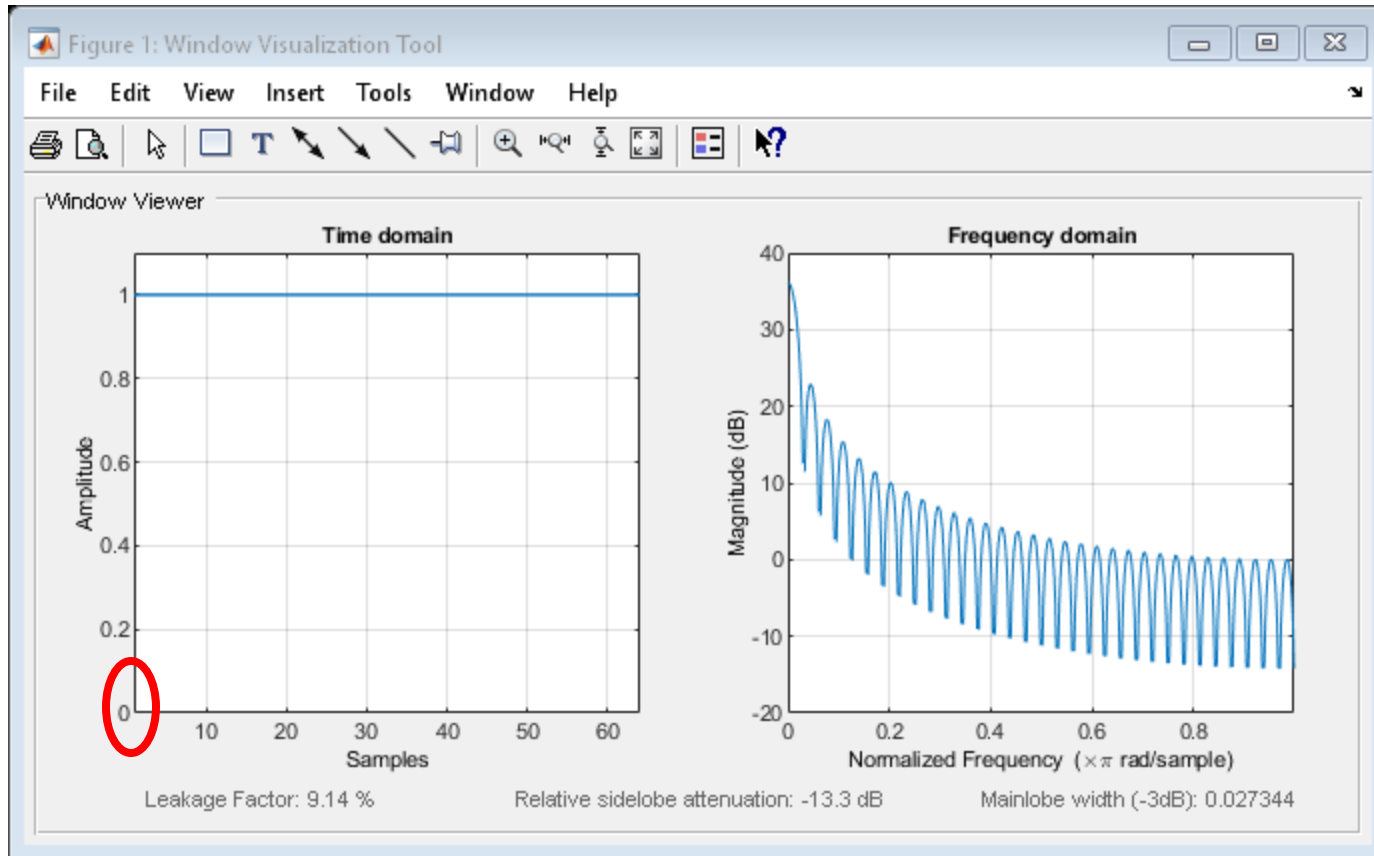 Figure 1: Window Visualization Tool
File Edit View Insert Tools Window Help
T
?
Window Viewer
Time domain
1
0.8
0.6
0.4
0.2
0
Amplitude
10 20 30 40 50 60
Samples
Frequency domain
40
30
20
10
0
-10
-20
Magnitude (dB)
0 0.2 0.4 0.6 0.8
Normalized Frequency (×π rad/sample)
Leakage Factor: 9.14 % Relative sidelobe attenuation: -13.3 dB Mainlobe width (-3dB): 0.027344